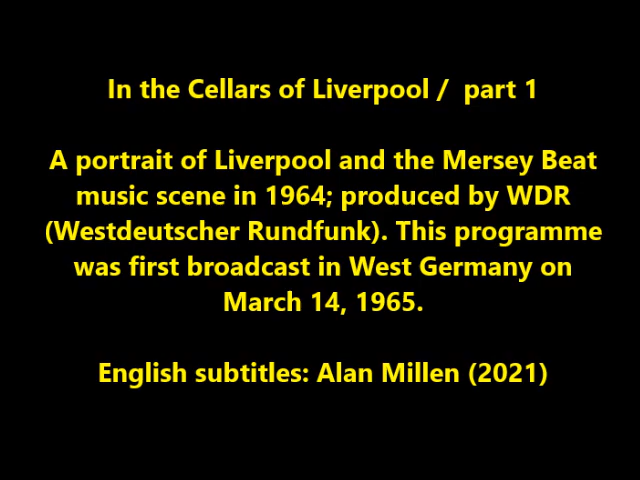 In the Cellars of Liverpool /  part 1
A portrait of Liverpool and the Mersey Beat
music scene in 1964; produced by WDR
(Westdeutscher Rundfunk). This programme
was first broadcast in West Germany on
March 14, 1965.
English subtitles: Alan Millen (2021)